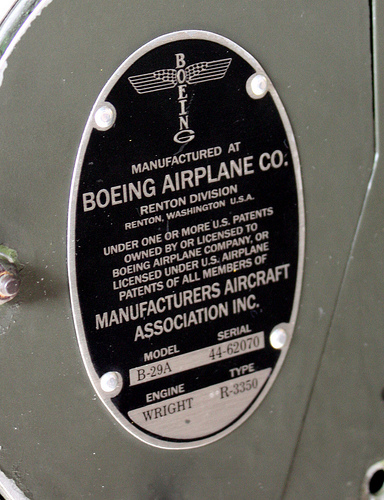 BOEING
MANUFACTURED AT
BOEING AIRPLANE CO.
RENTON DIVISION
RENTON, WASHINGTON U.S.A.
UNDER ONE OR MORE U.S. PATENTS
OWNED BY OR LICENSED TO
BOEING AIRPLANE COMPANY, OR
LICENSED UNDER U.S. AIRPLANE
PATENTS OF ALL MEMBERS OF
MANUFACTURERS AIRCRAFT
ASSOCIATION INC.
MODEL SERIAL
B-29A 44-62070
ENGINE TYPE
WRIGHT R-3350